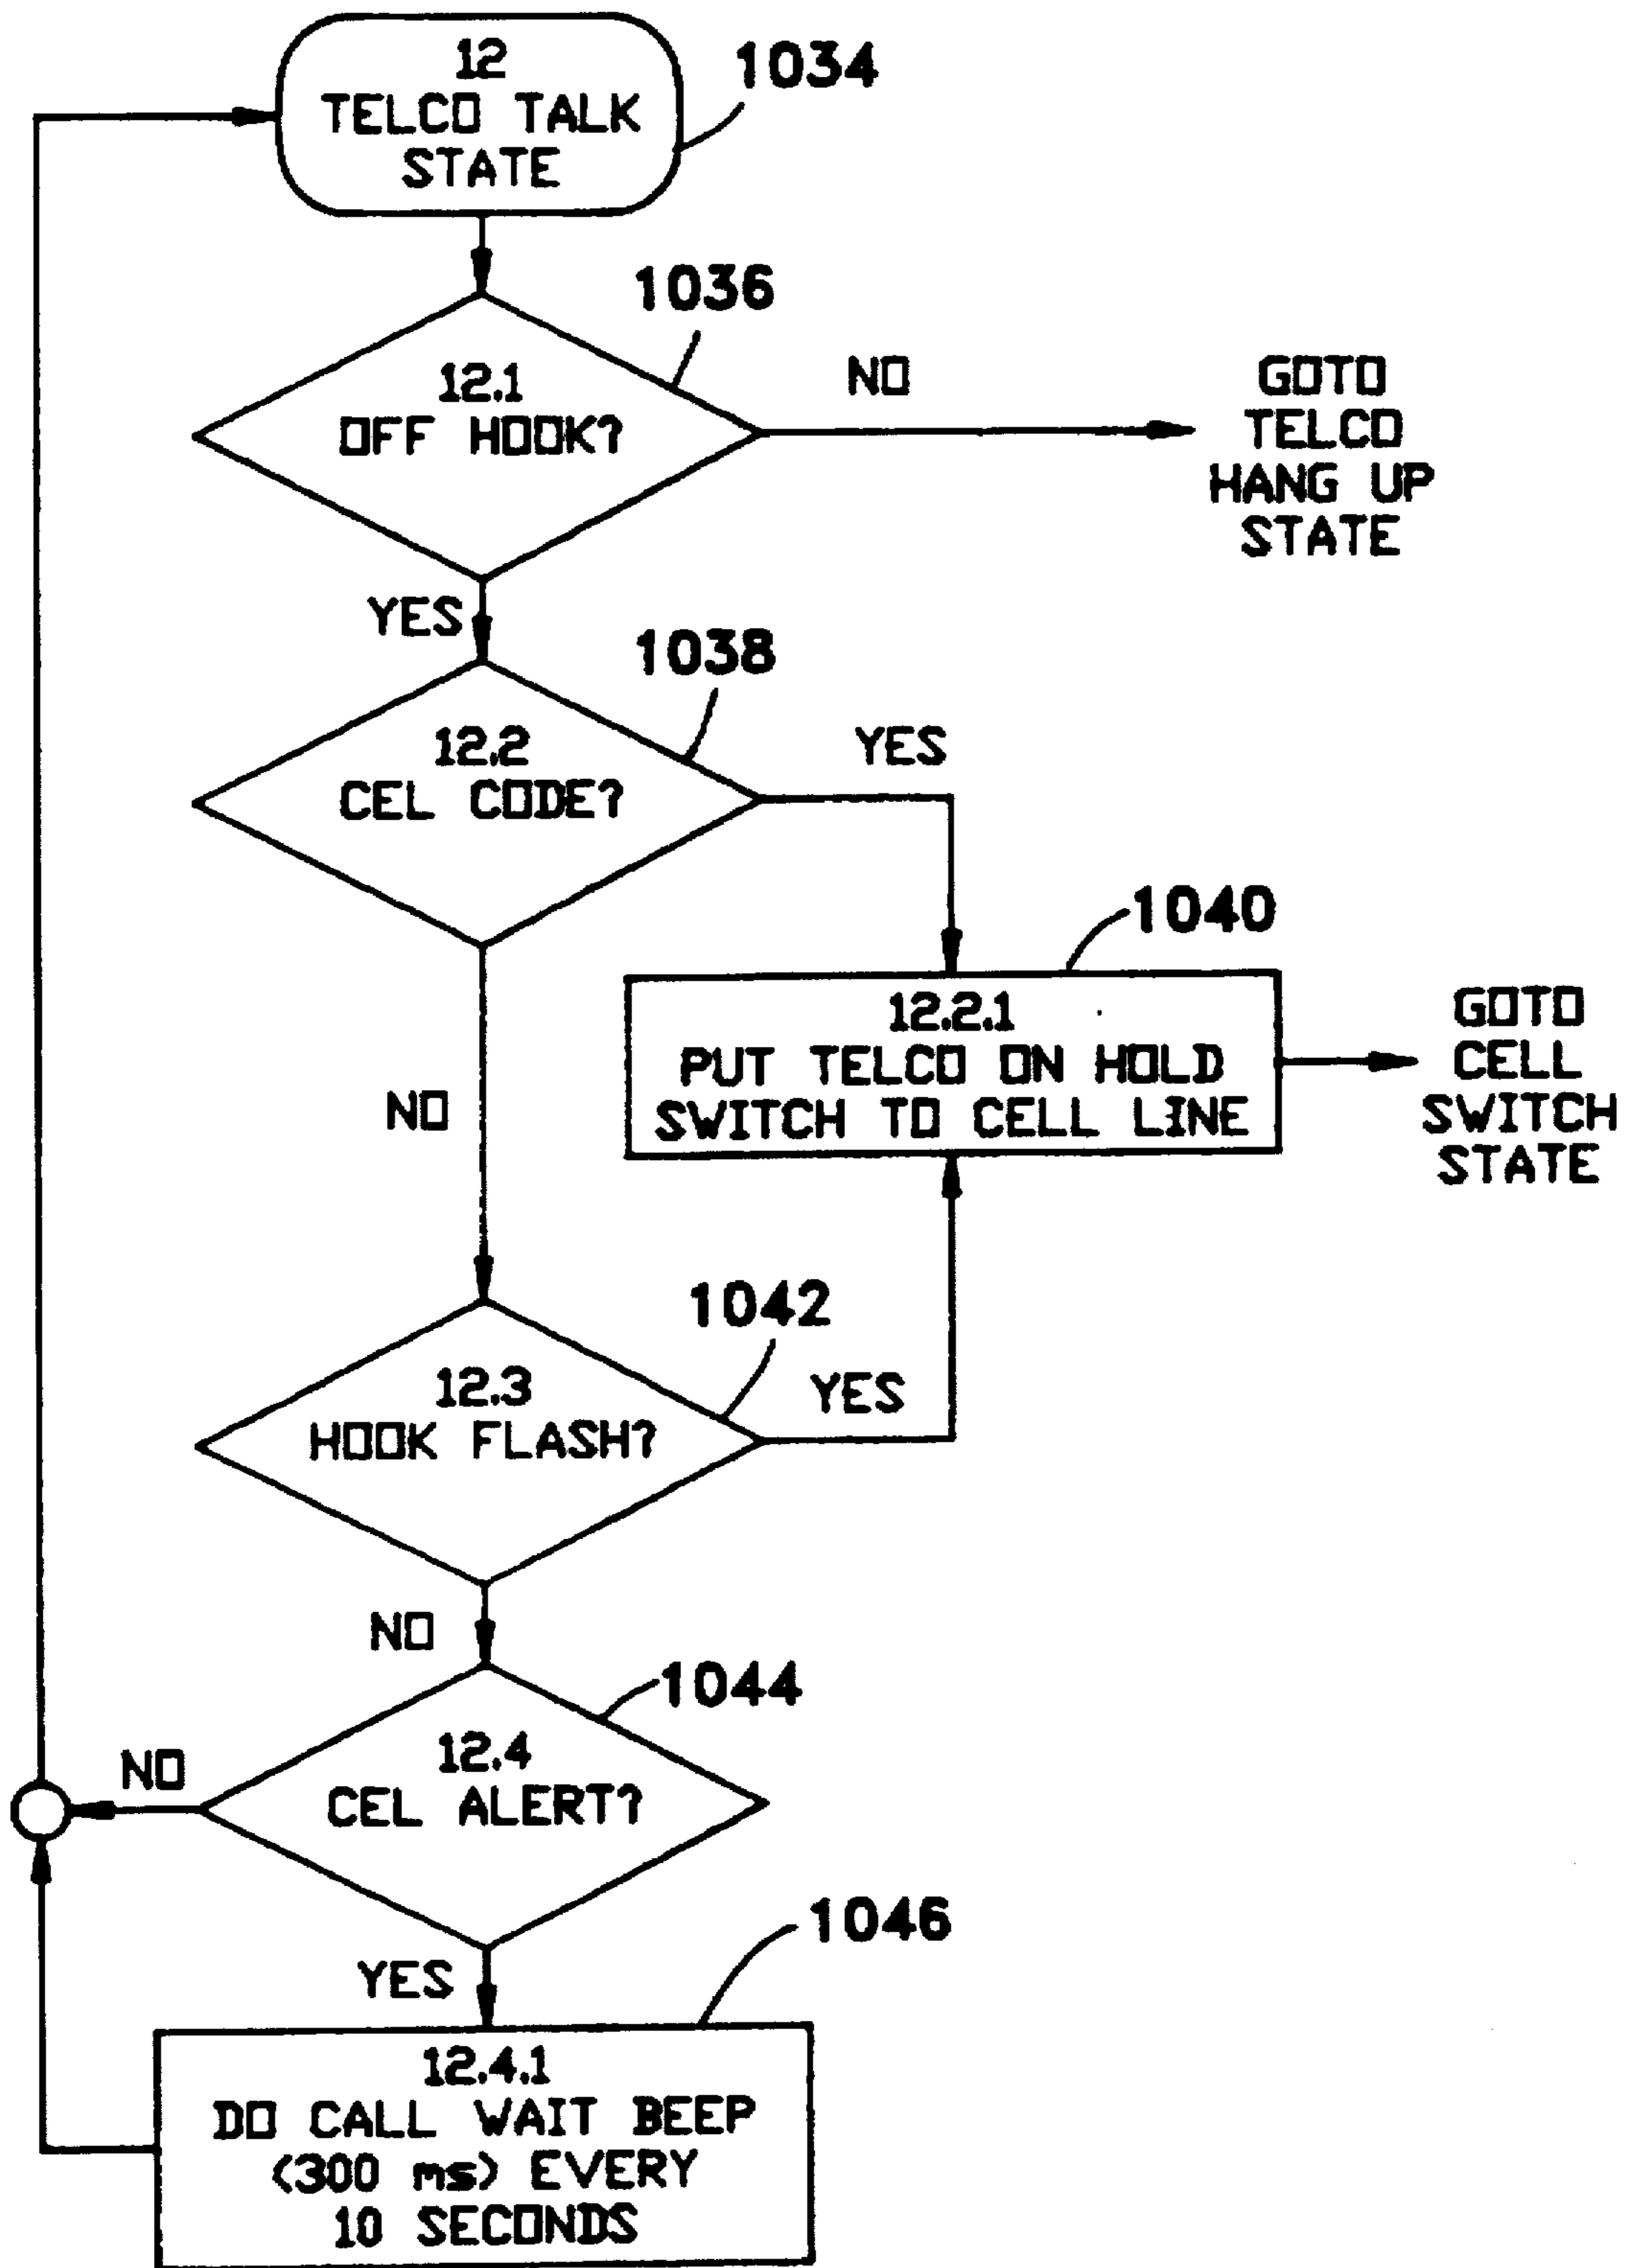 12
TELCO TALK
STATE
1034
1036
12.1
OFF HOOK?
NO
GOTO
TELCO
HANG UP
STATE
YES
1038
12.2
CEL CODE?
YES
1040
12.2.1
PUT TELCO ON HOLD
SWITCH TO CELL LINE
GOTO
CELL
SWITCH
STATE
NO
1042
12.3
HOOK FLASH?
YES
NO
1044
12.4
CEL ALERT?
NO
YES
1046
12.4.1
DO CALL WAIT BEEP
(300 ms) EVERY
10 SECONDS